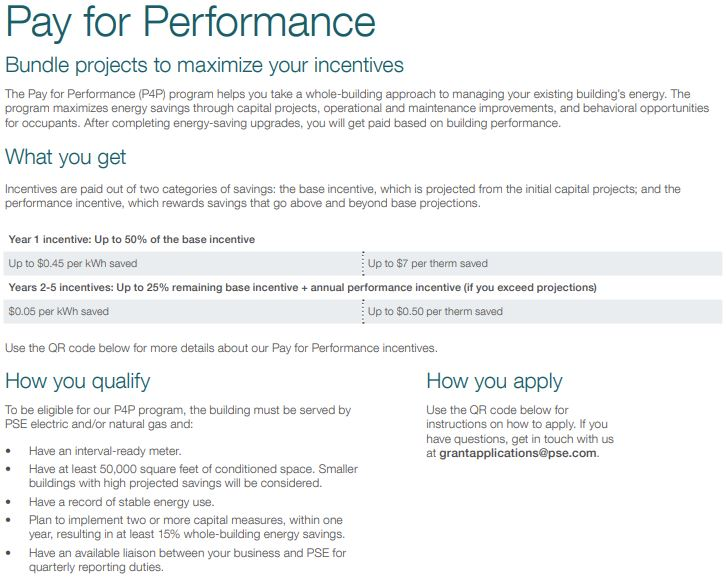 Pay for Performance
Bundle projects to maximize your incentives
The Pay for Performance (P4P) program helps you take a whole-building approach to managing your existing building's energy. The
program maximizes energy savings through capital projects, operational and maintenance improvements, and behavioral opportunities
for occupants. After completing energy-saving upgrades, you will get paid based on building performance.
What you get
Incentives are paid out of two categories of savings: the base incentive, which is projected from the initial capital projects; and the
performance incentive, which rewards savings that go above and beyond base projections.
Year 1 incentive: Up to 50% of the base incentive
Up to $0.45 per kWh saved
Up to $7 per therm saved
Years 2-5 incentives: Up to 25% remaining base incentive + annual performance incentive (if you exceed projections)
$0.05 per kWh saved
Up to $0.50 per therm saved
Use the QR code below for more details about our Pay for Performance incentives.
How you qualify
To be eligible for our P4P program, the building must be served by
PSE electric and/or natural gas and:
• Have an interval-ready meter.
• Have at least 50,000 square feet of conditioned space. Smaller
buildings with high projected savings will be considered.
• Have a record of stable energy use.
• Plan to implement two or more capital measures, within one
year, resulting in at least 15% whole-building energy savings.
• Have an available liaison between your business and PSE for
quarterly reporting duties.
How you apply
Use the QR code below for
instructions on how to apply. If you
have questions, get in touch with us
at grantapplications@pse.com.